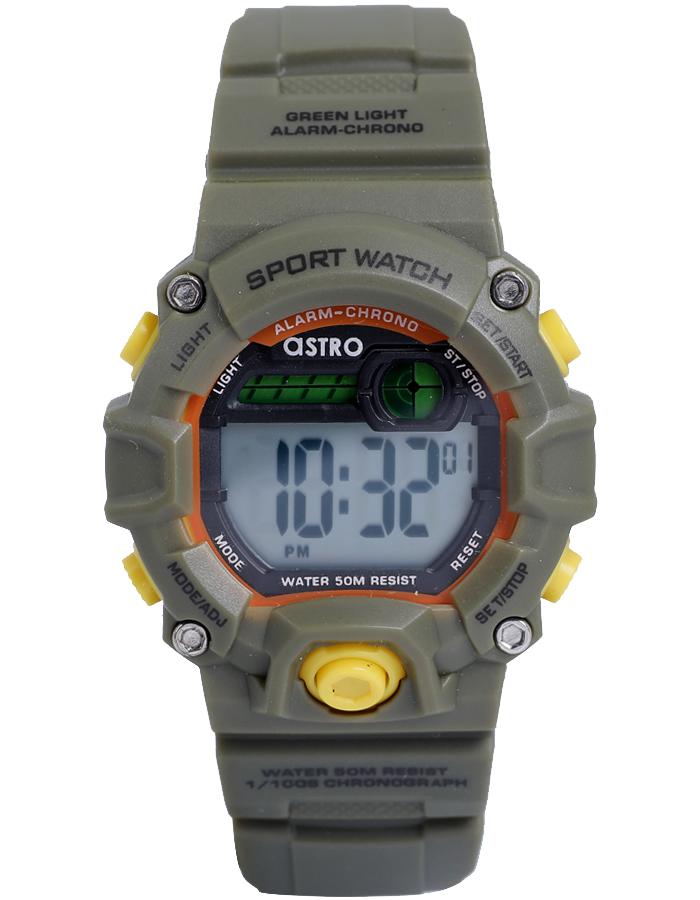 GREEN LIGHT
ALARM-CHRONO
SPORT WATCH
ALARM-CHRONO
LIGHT
SET/START
ASTRO
LIGHT
ST/STOP
10:32 01
PM
MODE
RESET
WATER 50M RESIST
MODE/ADJ
SET/STOP
WATER 50M RESIST
1/100S CHRONOGRAPH